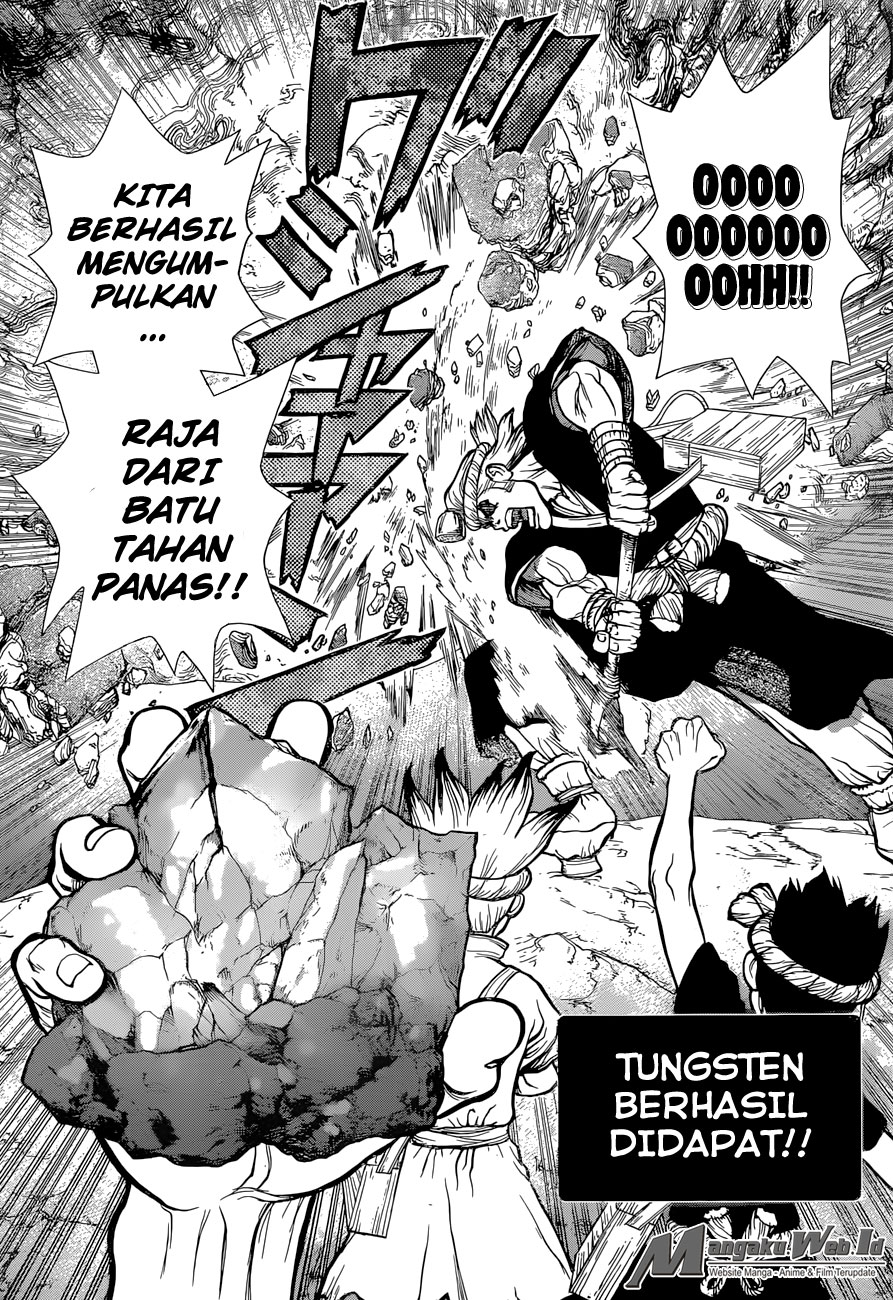 OOOO
OOOOOO
OOHH!!
KITA
BERHASIL
MENGUM-
PULKAN
...
RAJA
DARI
BATU
TAHAN
PANAS!!
TUNGSTEN
BERHASIL
DIDAPAT!!
Mangaku.Web.Id
Website Manga - Anime & Film Terupdate